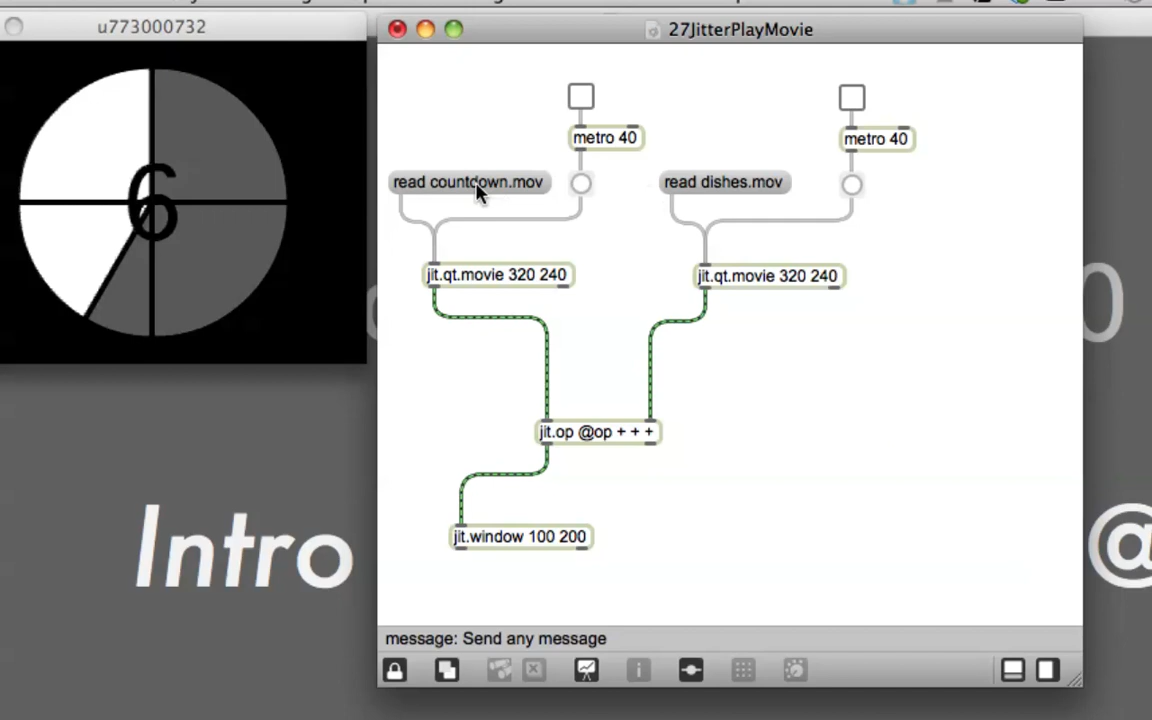 u773000732
27JitterPlayMovie
6
metro 40
metro 40
read countdown.mov
read dishes.mov
jit.qt.movie 320 240
jit.qt.movie 320 240
0
jit.op @op + + +
jit.window 100 200
Intro
@
message: Send any message